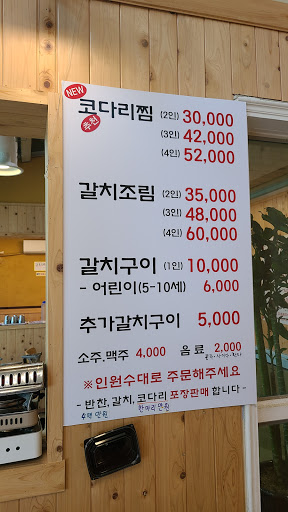 NEW
코다리찜 (2인) 30,000
추천
(3인) 42,000
(4인) 52,000
갈치조림 (2인) 35,000
(3인) 48,000
(4인) 60,000
갈치구이 (1인) 10,000
- 어린이(5-10세) 6,000
추가갈치구이 5,000
소주,맥주 4,000 음 료 2,000
※인원수대로 주문해주세요
- 반찬,갈치,코다리 포장판매 합니다 -
한마리 만원